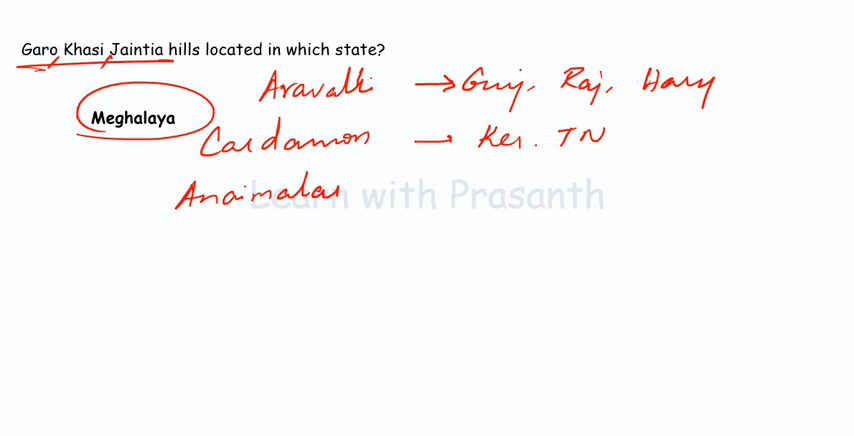 Garo Khasi Jaintia hills located in which state?
Aravalli → Guj, Raj, Hary
Meghalaya
Cardamon → Ker. TN
Anaimalai
Learn with Prasanth